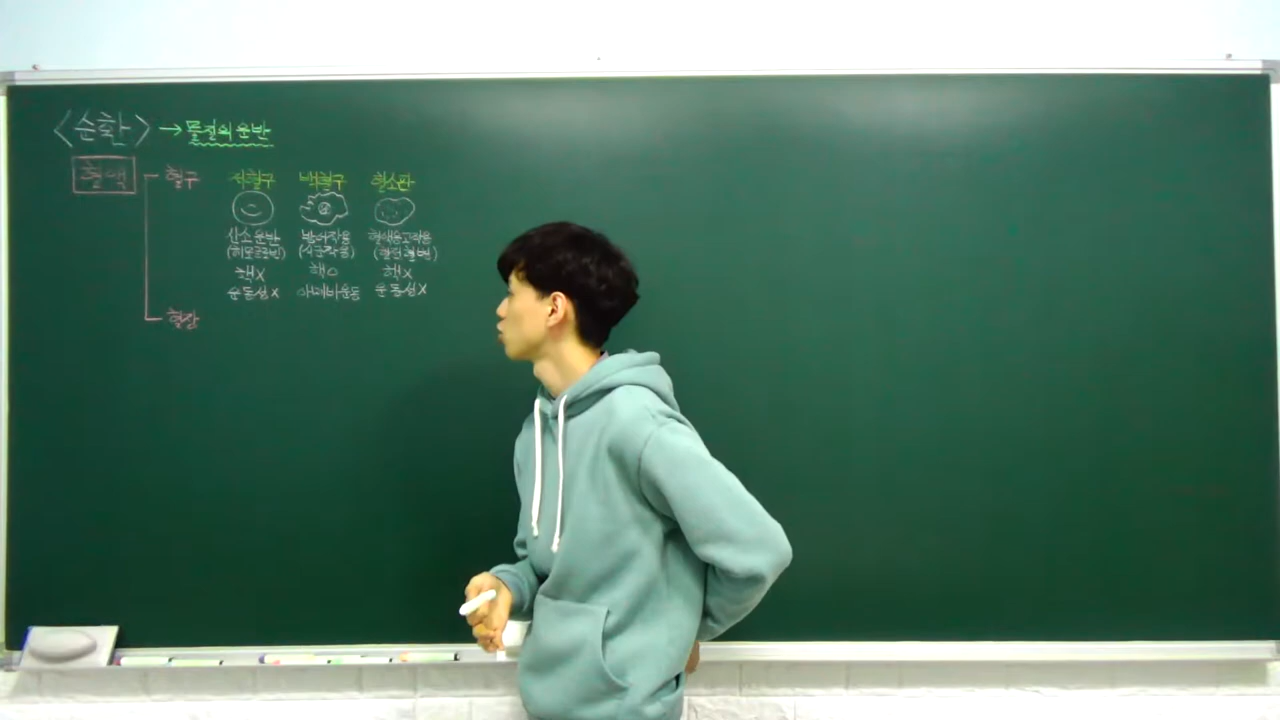 <순환> → 물질의 운반
혈액 혈구 적혈구 백혈구 혈소판
산소운반 방어작용 혈액응고작용
(헤모글로빈) (식균작용)
핵X 핵O 핵X
운동성X 아메바운동 운동성X
혈장